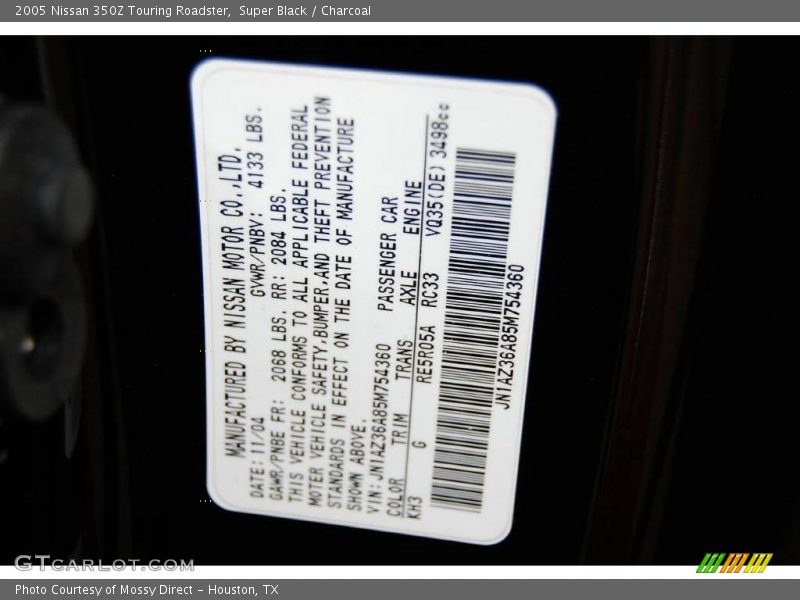 2005 Nissan 350Z Touring Roadster,  Super Black / Charcoal
MANUFACTURED BY NISSAN MOTOR CO.,LTD.
DATE: 11/04 GVWR/PNBV: 4133 LBS.
GAWR/PNBE FR: 2068 LBS. RR: 2084 LBS.
THIS VEHICLE CONFORMS TO ALL APPLICABLE FEDERAL
MOTOR VEHICLE SAFETY,BUMPER,AND THEFT PREVENTION
STANDARDS IN EFFECT ON THE DATE OF MANUFACTURE
SHOWN ABOVE.
VIN: JN1AZ36A85M754360 PASSENGER CAR
COLOR TRIM TRANS AXLE ENGINE
KH3 G RE5R05A RC33 VQ35(DE) 3498cc
JN1AZ36A85M754360
GTCARLOT.COM
Photo Courtesy of Mossy Direct – Houston, TX